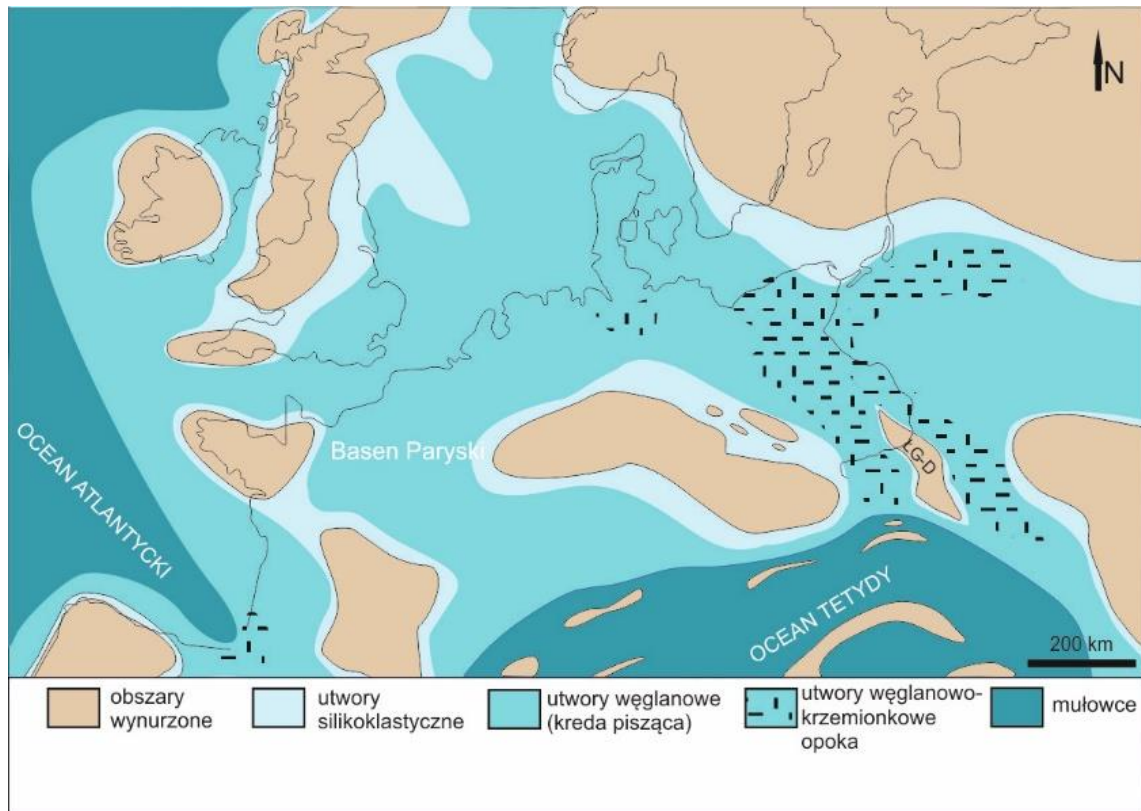 N
Basen Paryski
LG-D
OCEAN ATLANTYCKI
OCEAN TETYDY
200 km
obszary
wynurzone
utwory
silikoklastyczne
utwory węglanowe
(kreda pisząca)
utwory węglanowo-
krzemionkowe
opoka
mułowce